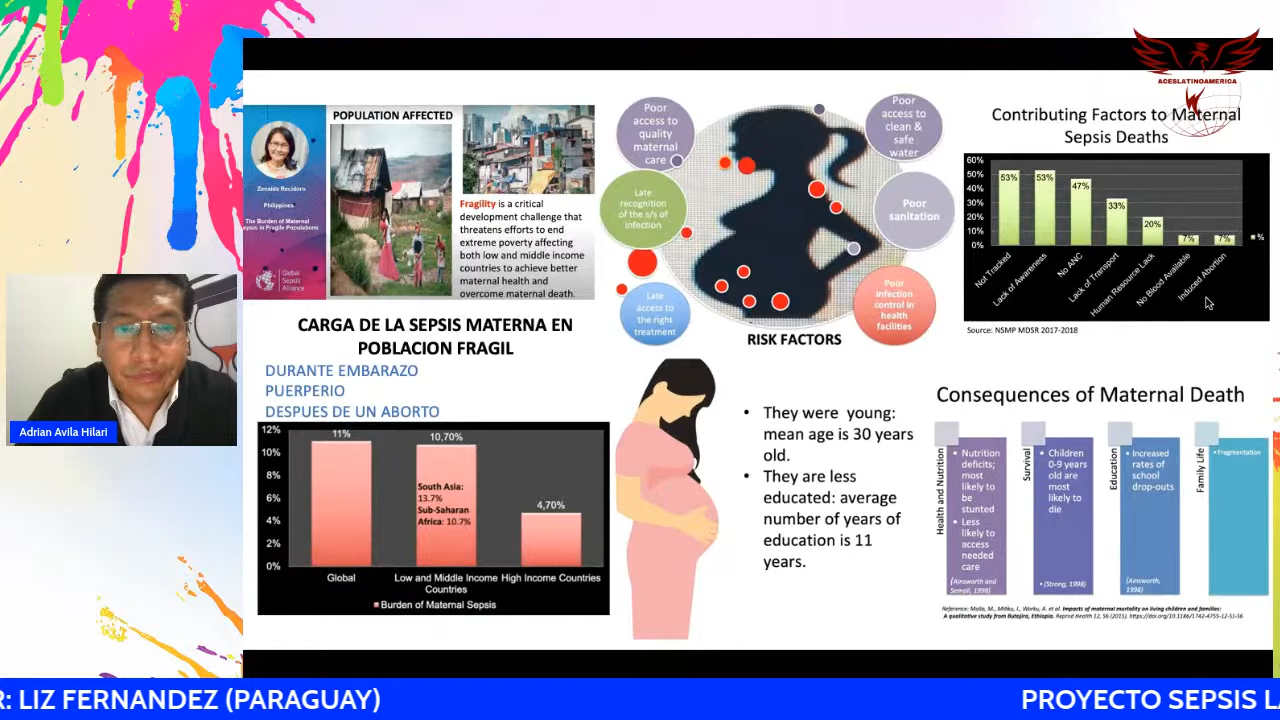 ACESLATINOAMERICA
POPULATION AFFECTED
Zenaide Recidoro
Philippines
The Burden of Maternal
Sepsis in Fragile Populations
Global
Sepsis
Alliance
Fragility is a critical
development challenge that
threatens efforts to end
extreme poverty affecting
both low and middle income
countries to achieve better
maternal health and
overcome maternal death.
Poor
access to
quality
maternal
care
Late
recognition
of the s/s of
infection
Late
access to
the right
treatment
Poor
access to
clean &
safe
water
Poor
sanitation
Poor
infection
control in
health
facilities
RISK FACTORS
Contributing Factors to Maternal
Sepsis Deaths
60%
50%
40%
30%
20%
10%
0%
53%
53%
47%
33%
20%
7%
7%
%
Not Tracked
Lack of Awareness
No ANC
Lack of Transport
Human Resource Lack
No Blood Available
Induced Abortion
Source: NSMP MDSR 2017-2018
CARGA DE LA SEPSIS MATERNA EN
POBLACION FRAGIL
DURANTE EMBARAZO
PUERPERIO
DESPUES DE UN ABORTO
12%
10%
8%
6%
4%
2%
0%
11%
10,70%
4,70%
South Asia:
13.7%
Sub-Saharan
Africa: 10.7%
Global
Low and Middle Income
Countries
High Income Countries
Burden of Maternal Sepsis
• They were young:
mean age is 30 years
old.
• They are less
educated: average
number of years of
education is 11
years.
Consequences of Maternal Death
Health and Nutrition
• Nutrition
deficits;
most
likely to
be
stunted
• Less
likely to
access
needed
care
(Ainsworth and
Semali, 1998)
Survival
• Children
0-9 years
old are
most
likely to
die
• (Strong, 1998)
Education
• Increased
rates of
school
drop-outs
(Ainsworth,
1998)
Family Life
• Fragmentation
Reference: Molla, M., Mitiku, I., Worku, A. et al. Impacts of maternal mortality on living children and families:
A qualitative study from Butajira, Ethiopia. Reprod Health 12, S6 (2015). https://doi.org/10.1186/1742-4755-12-S1-S6
Adrian Avila Hilari
R: LIZ FERNANDEZ (PARAGUAY)
PROYECTO SEPSIS LA